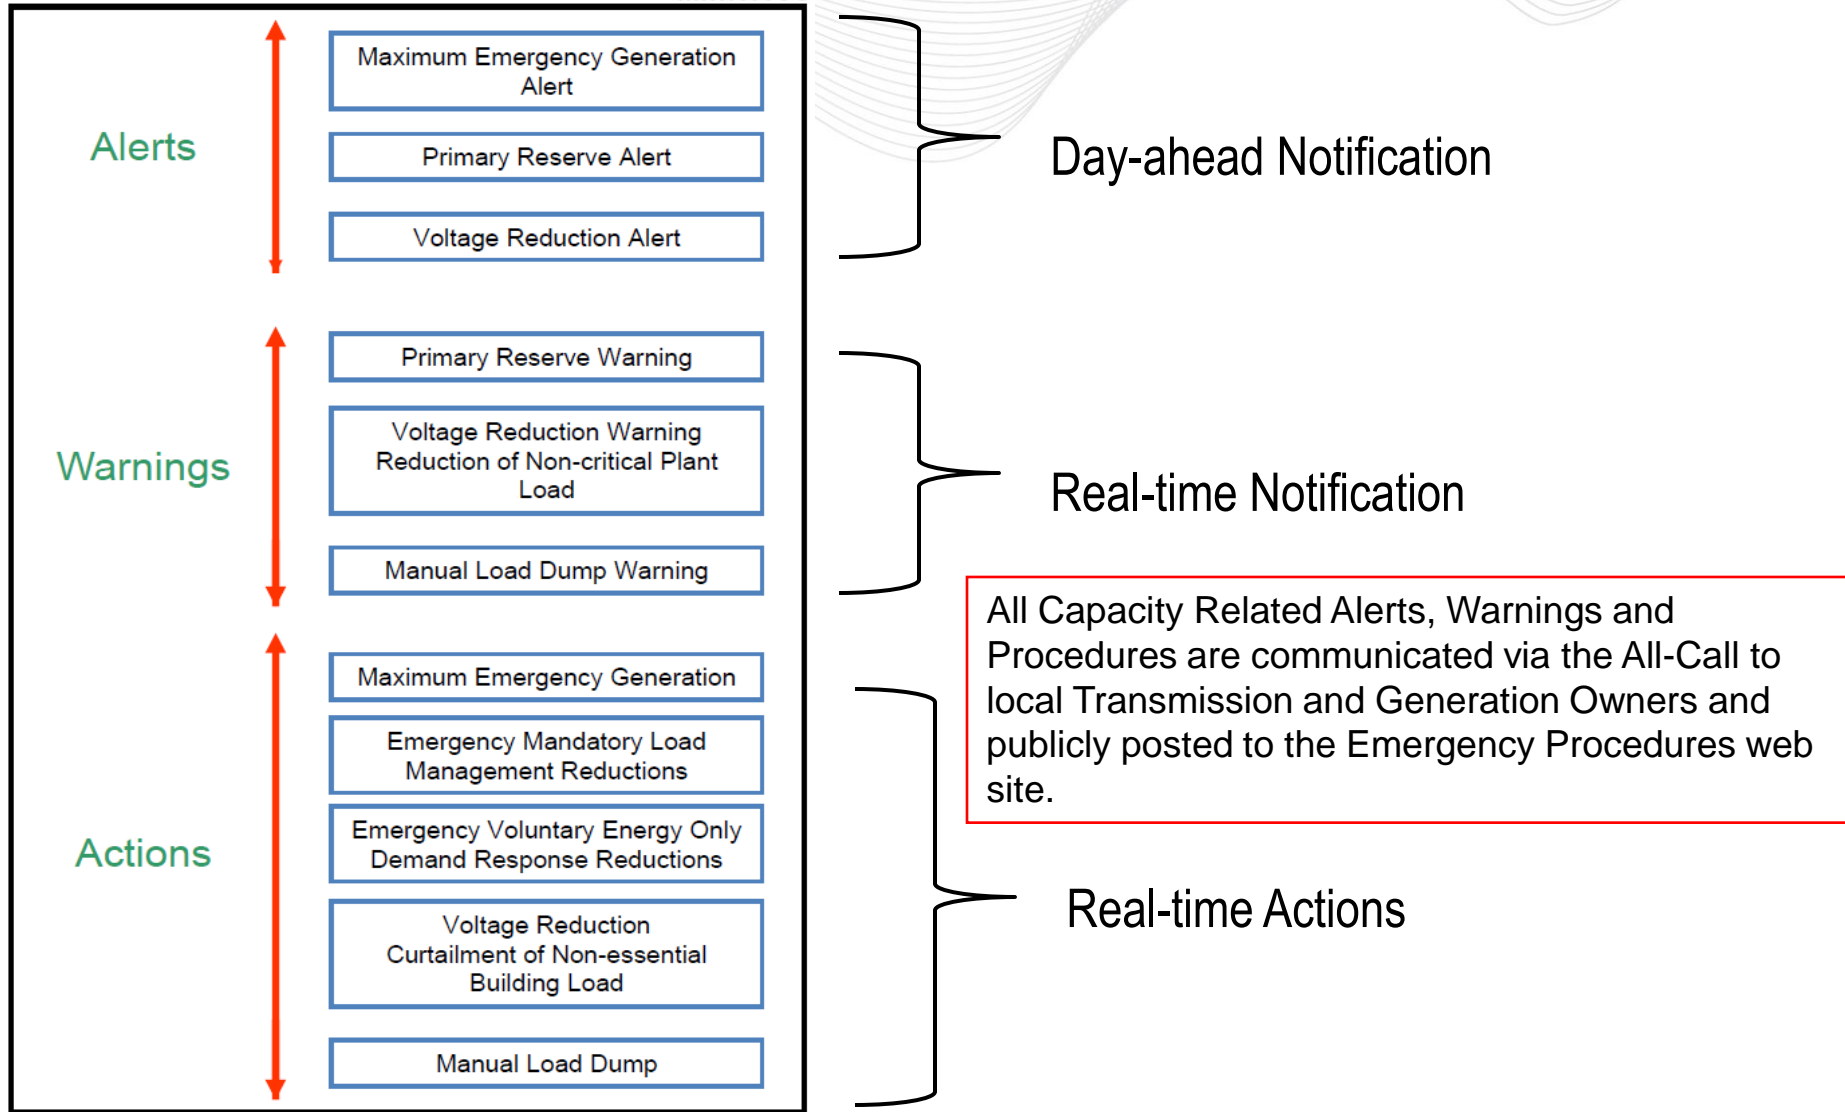 Alerts
Maximum Emergency Generation
Alert
Primary Reserve Alert
Voltage Reduction Alert
Day-ahead Notification
Warnings
Primary Reserve Warning
Voltage Reduction Warning
Reduction of Non-critical Plant
Load
Manual Load Dump Warning
Real-time Notification
All Capacity Related Alerts, Warnings and
Procedures are communicated via the All-Call to
local Transmission and Generation Owners and
publicly posted to the Emergency Procedures web
site.
Actions
Maximum Emergency Generation
Emergency Mandatory Load
Management Reductions
Emergency Voluntary Energy Only
Demand Response Reductions
Voltage Reduction
Curtailment of Non-essential
Building Load
Manual Load Dump
Real-time Actions